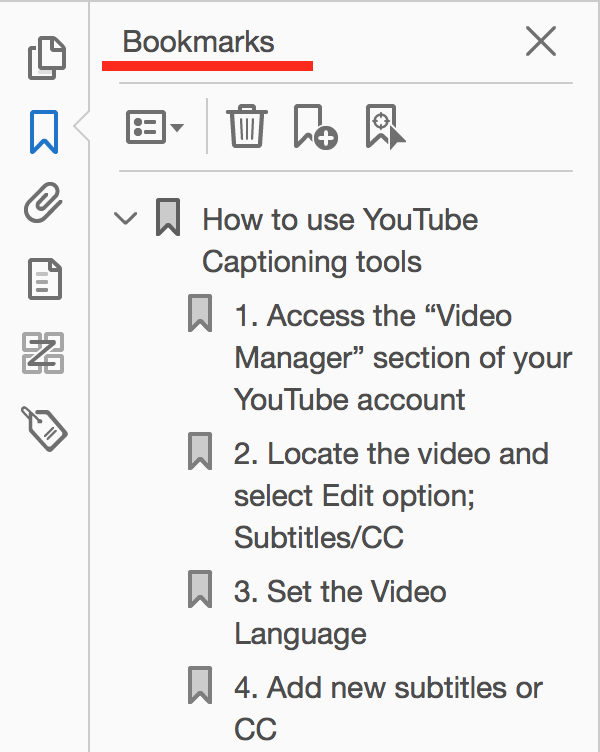 Bookmarks
How to use YouTube
Captioning tools
1. Access the “Video
Manager” section of your
YouTube account
2. Locate the video and
select Edit option;
Subtitles/CC
3. Set the Video
Language
4. Add new subtitles or
CC